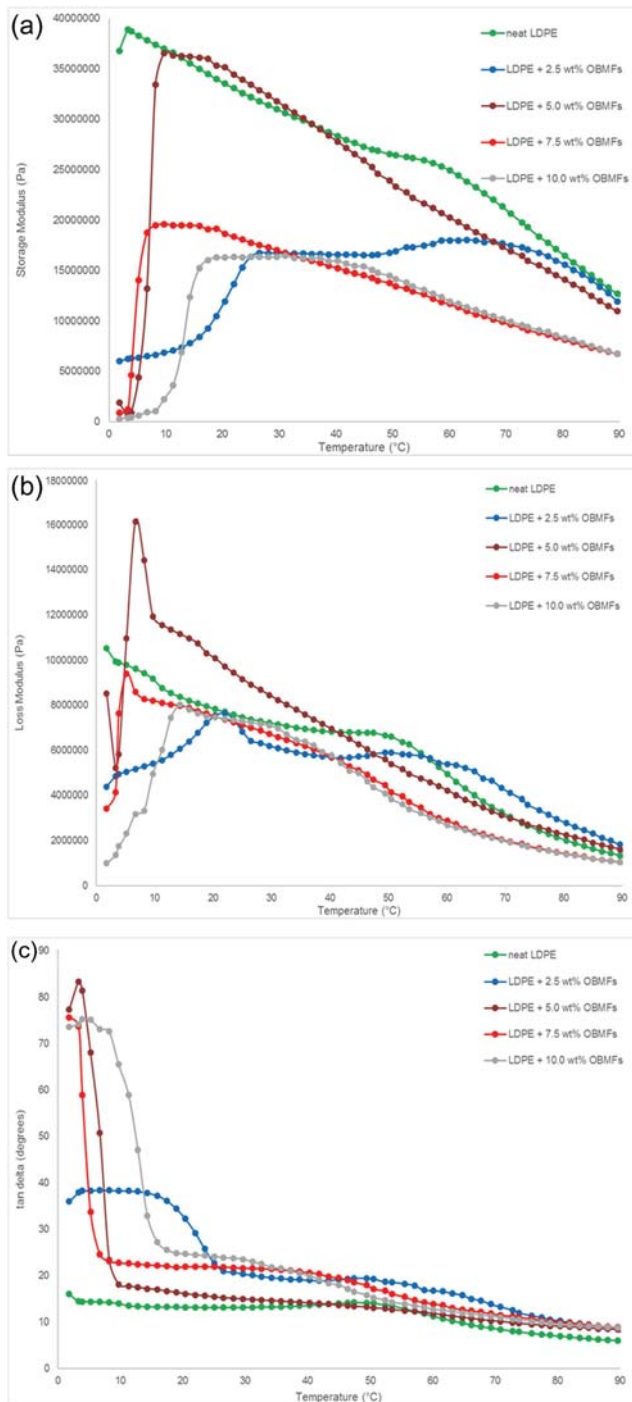 (a)
40000000
35000000
30000000
25000000
20000000
15000000
10000000
5000000
0
Storage Modulus (Pa)
neat LDPE
LDPE + 2.5 wt% OBMFs
LDPE + 5.0 wt% OBMFs
LDPE + 7.5 wt% OBMFs
LDPE + 10.0 wt% OBMFs
0 10 20 30 40 50 60 70 80 90
Temperature (°C)
(b)
18000000
16000000
14000000
12000000
10000000
8000000
6000000
4000000
2000000
0
Loss Modulus (Pa)
neat LDPE
LDPE + 2.5 wt% OBMFs
LDPE + 5.0 wt% OBMFs
LDPE + 7.5 wt% OBMFs
LDPE + 10.0 wt% OBMFs
0 10 20 30 40 50 60 70 80 90
Temperature (°C)
(c)
90
80
70
60
50
40
30
20
10
0
tan delta (degrees)
neat LDPE
LDPE + 2.5 wt% OBMFs
LDPE + 5.0 wt% OBMFs
LDPE + 7.5 wt% OBMFs
LDPE + 10.0 wt% OBMFs
0 10 20 30 40 50 60 70 80 90
Temperature (°C)